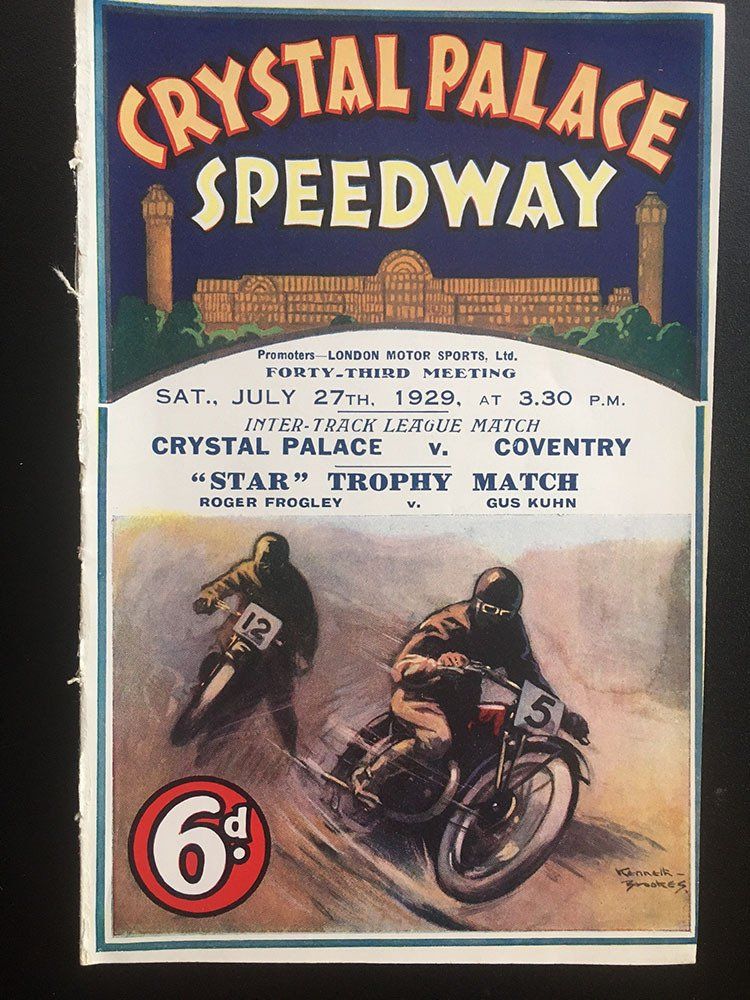 CRYSTAL PALACE
SPEEDWAY
Promoters—LONDON MOTOR SPORTS, Ltd.
FORTY-THIRD MEETING
SAT., JULY 27TH, 1929, AT 3.30 P.M.
INTER-TRACK LEAGUE MATCH
CRYSTAL PALACE v. COVENTRY
"STAR" TROPHY MATCH
ROGER FROGLEY v. GUS KUHN
12
5
6d.
Kenneth-
Brookes